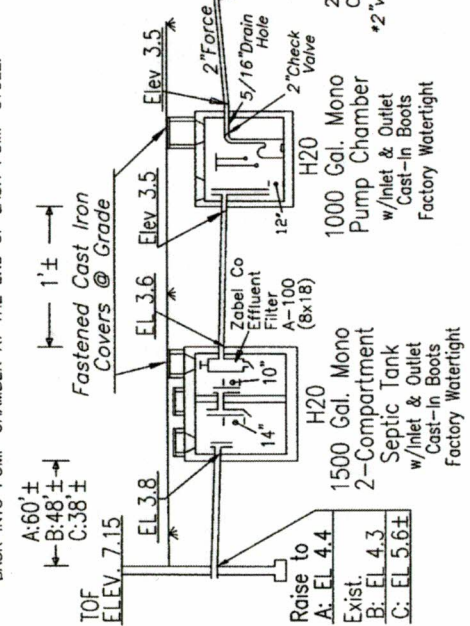 A:60'±
B:48'±
C:38'±
TOF
ELEV. 7.15
EL 3.8
Raise to
A: EL 4.4
Exist.
B: EL 4.3
C: EL 5.6±
1'±
Fastened Cast Iron
Covers @ Grade
EL 3.6
Zabel Co
Effluent
Filter
A-100
(8x18)
14"
10"
H20
1500 Gal. Mono
2-Compartment
Septic Tank
w/Inlet & Outlet
Cast-In Boots
Factory Watertight
Elev 3.5
Elev 3.5
2"Force
5/16"Drain
Hole
2"Check
Valve
12"
H20
1000 Gal. Mono
Pump Chamber
w/Inlet & Outlet
Cast-In Boots
Factory Watertight